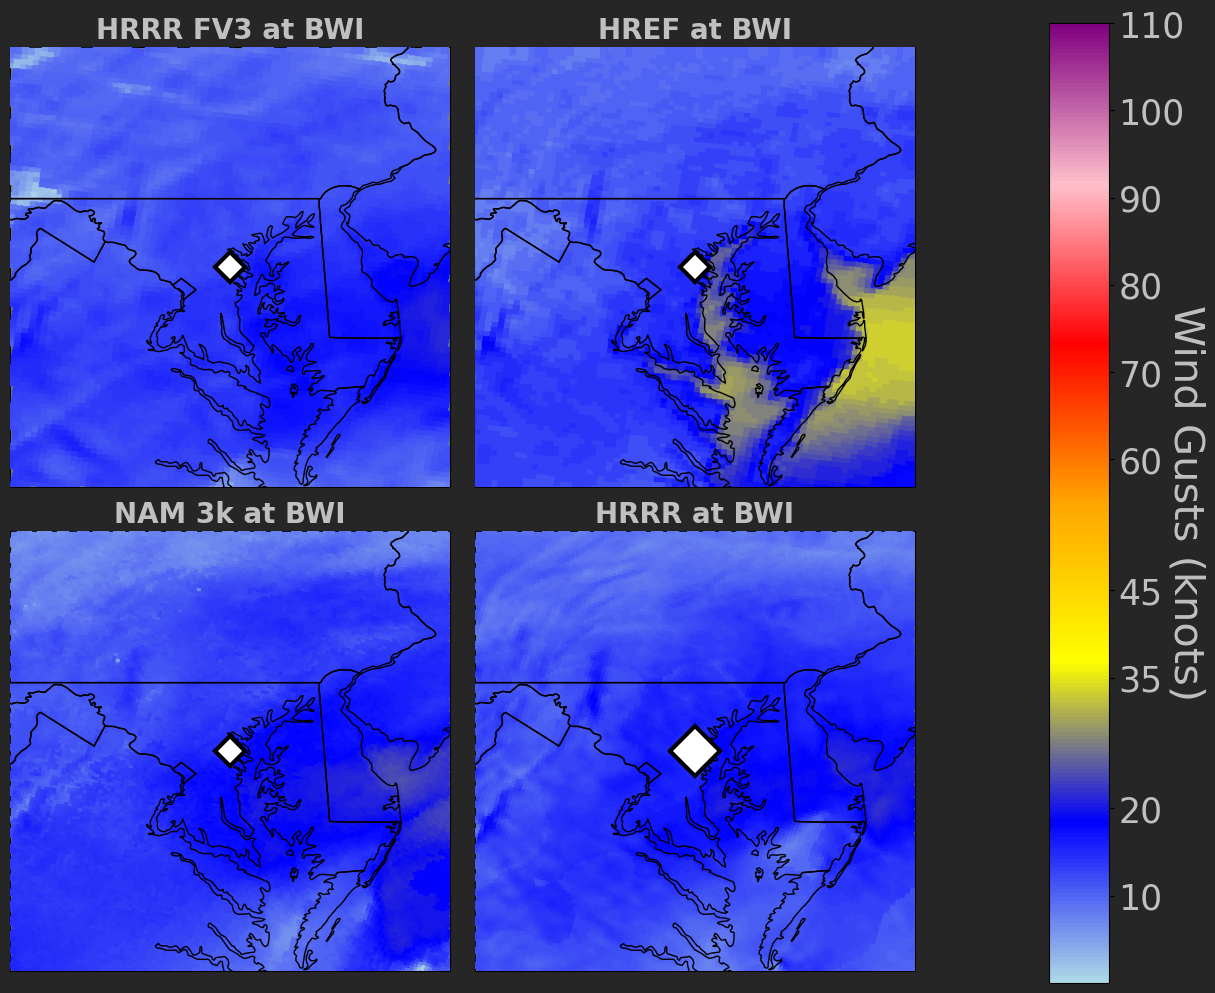 HRRR FV3 at BWI
HREF at BWI
NAM 3k at BWI
HRRR at BWI
110
100
90
80
70
60
45
35
20
10
Wind Gusts (knots)